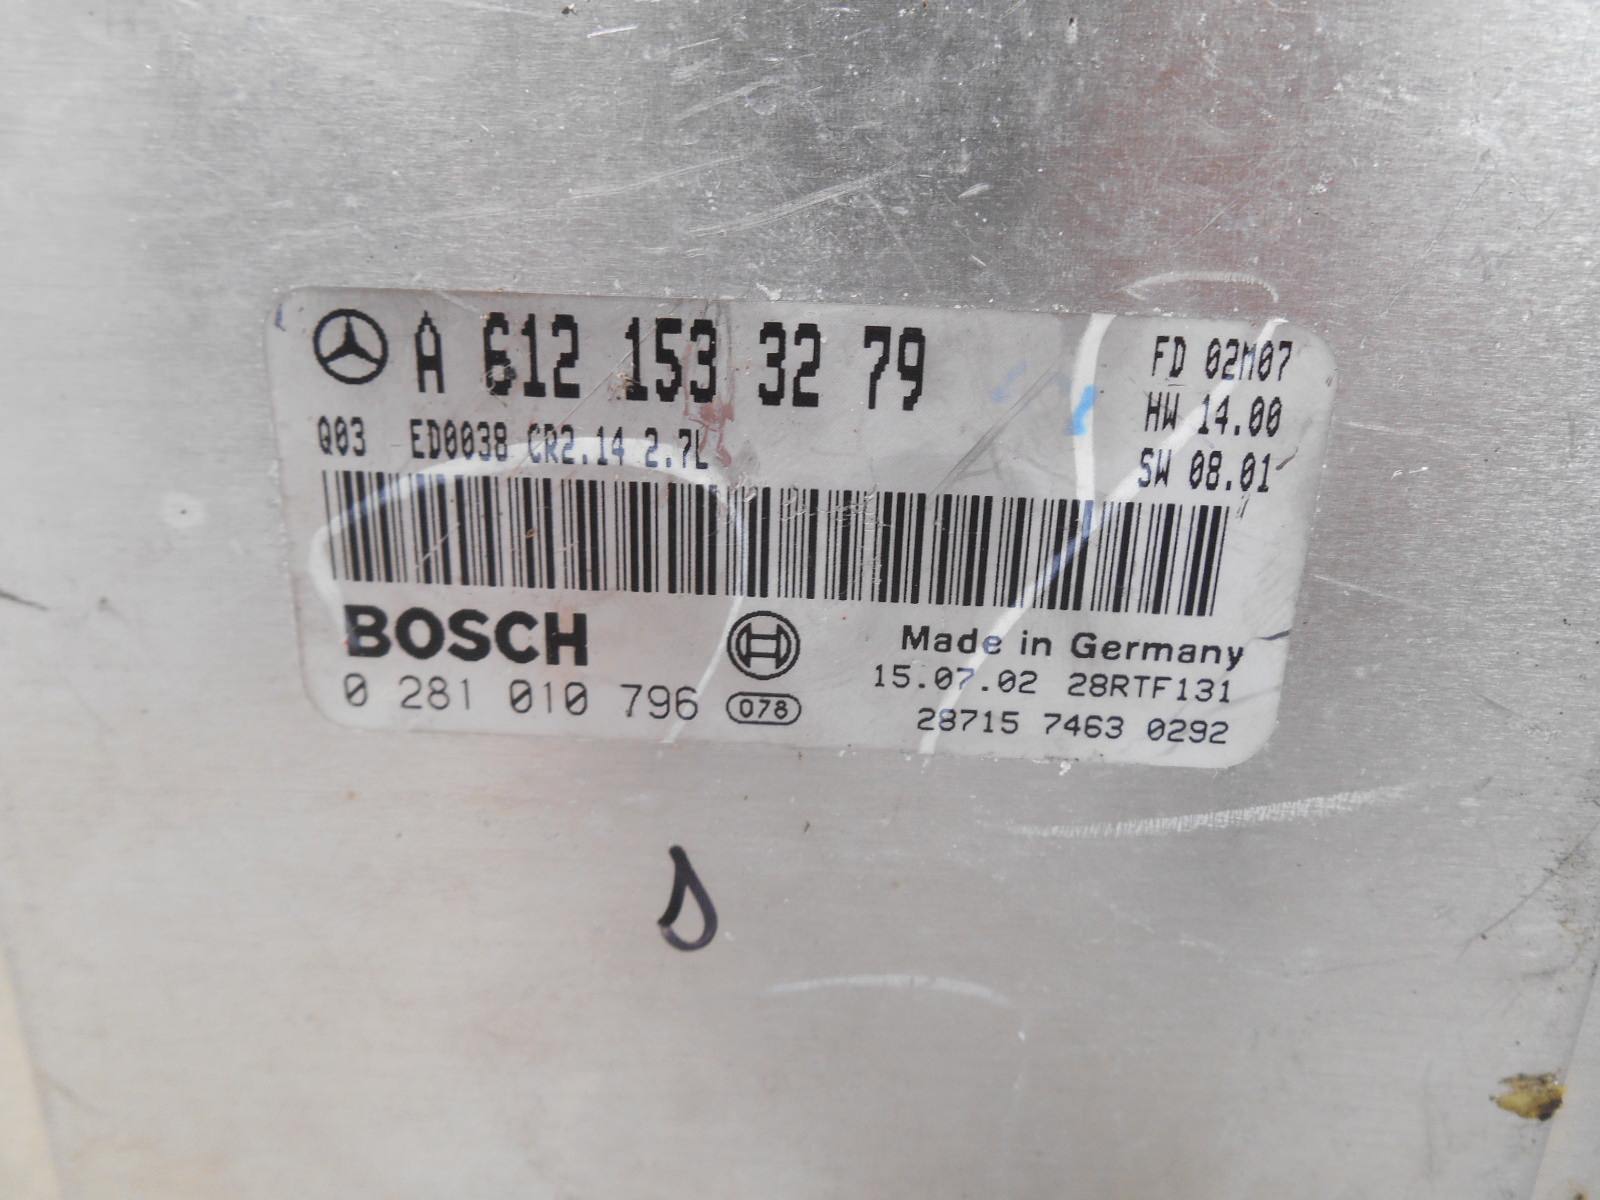 A 612 153 32 79
FD 02M07
HW 14.00
SW 08.01
Q03 ED0038 CR2.14 2.7L
BOSCH
Made in Germany
0 281 010 796
078
15.07.02 28RTF131
28715 7463 0292